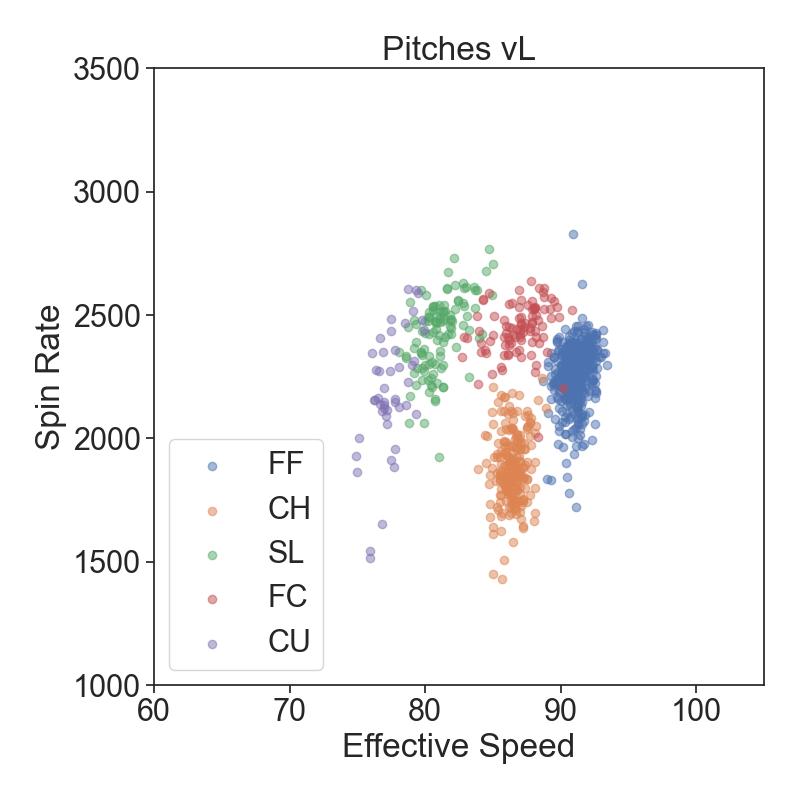 Pitches vL
3500
3000
2500
2000
1500
1000
Spin Rate
FF
CH
SL
FC
CU
60 70 80 90 100
Effective Speed